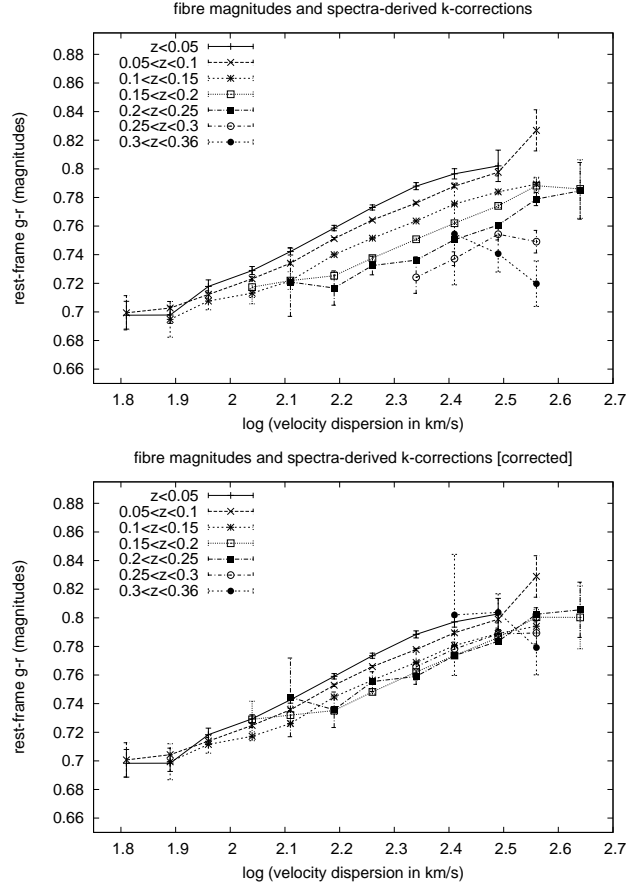 fibre magnitudes and spectra-derived k-corrections
rest-frame g-r (magnitudes)
0.88
0.86
0.84
0.82
0.8
0.78
0.76
0.74
0.72
0.7
0.68
0.66
z<0.05
0.05<z<0.1
0.1<z<0.15
0.15<z<0.2
0.2<z<0.25
0.25<z<0.3
0.3<z<0.36
1.8 1.9 2 2.1 2.2 2.3 2.4 2.5 2.6 2.7
log (velocity dispersion in km/s)
fibre magnitudes and spectra-derived k-corrections [corrected]
rest-frame g-r (magnitudes)
0.88
0.86
0.84
0.82
0.8
0.78
0.76
0.74
0.72
0.7
0.68
0.66
z<0.05
0.05<z<0.1
0.1<z<0.15
0.15<z<0.2
0.2<z<0.25
0.25<z<0.3
0.3<z<0.36
1.8 1.9 2 2.1 2.2 2.3 2.4 2.5 2.6 2.7
log (velocity dispersion in km/s)